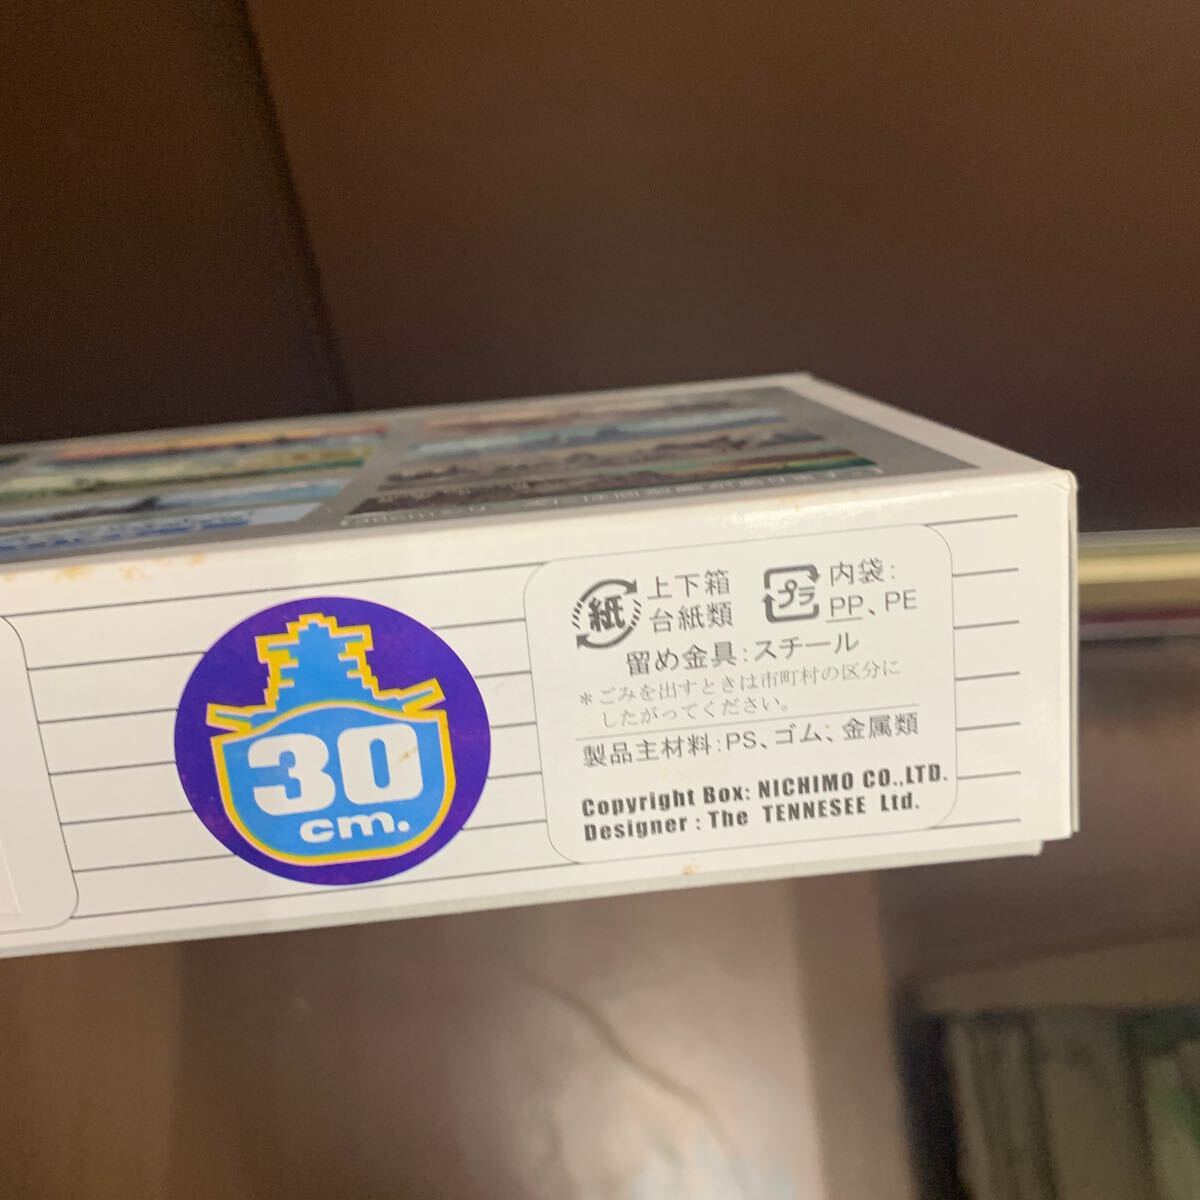 30
cm.
紙 上下箱
台紙類
プラ 内袋:
PP、PE
留め金具:スチール
*ごみを出すときは市町村の区分に
したがってください。
製品主材料:PS、ゴム、金属類
Copyright Box: NICHIMO CO.,LTD.
Designer : The TENNESEE Ltd.